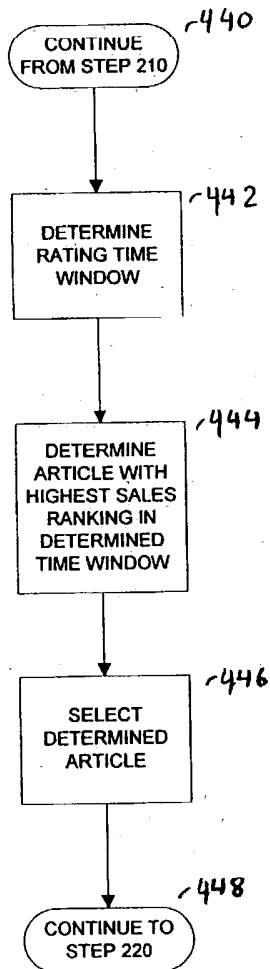 440
CONTINUE
FROM STEP 210
442
DETERMINE
RATING TIME
WINDOW
444
DETERMINE
ARTICLE WITH
HIGHEST SALES
RANKING IN
DETERMINED
TIME WINDOW
446
SELECT
DETERMINED
ARTICLE
448
CONTINUE TO
STEP 220